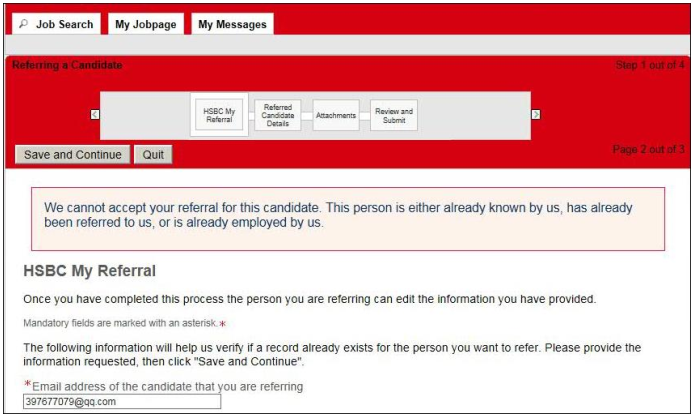 Job Search My Jobpage My Messages
Referring a Candidate Step 1 out of 4
HSBC My
Referral
Referred
Candidate
Details
Attachments
Review and
Submit
Save and Continue Quit Page 2 out of 3
We cannot accept your referral for this candidate. This person is either already known by us, has already
been referred to us, or is already employed by us.
HSBC My Referral
Once you have completed this process the person you are referring can edit the information you have provided.
Mandatory fields are marked with an asterisk.*
The following information will help us verify if a record already exists for the person you want to refer. Please provide the
information requested, then click "Save and Continue".
*Email address of the candidate that you are referring
397677079@qq.com